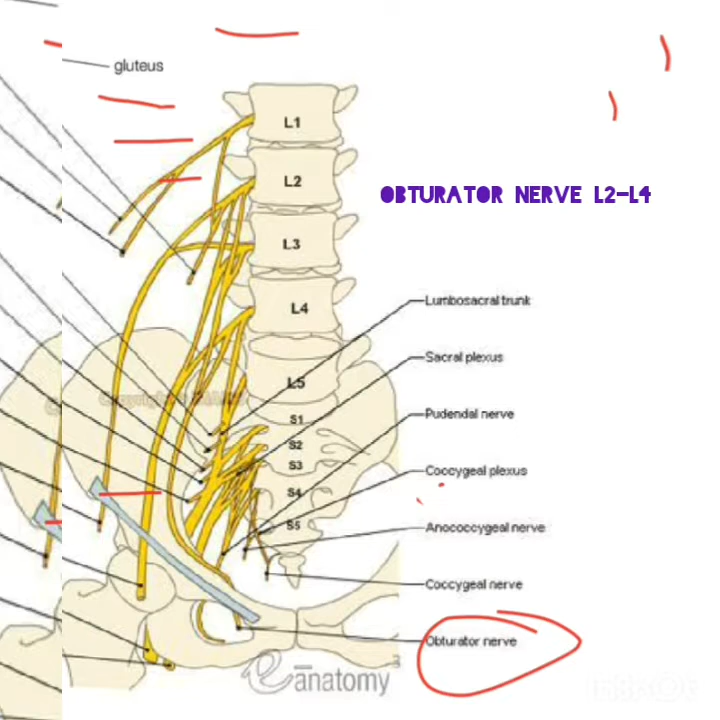 gluteus
L1
L2
OBTURATOR NERVE L2-L4
L3
Lumbosacral trunk
L4
Sacral plexus
L5
Pudendal nerve
S1
S2
S3
Coccygeal plexus
S4
S5
Anococcygeal nerve
Coccygeal nerve
Obturator nerve
e anatomy